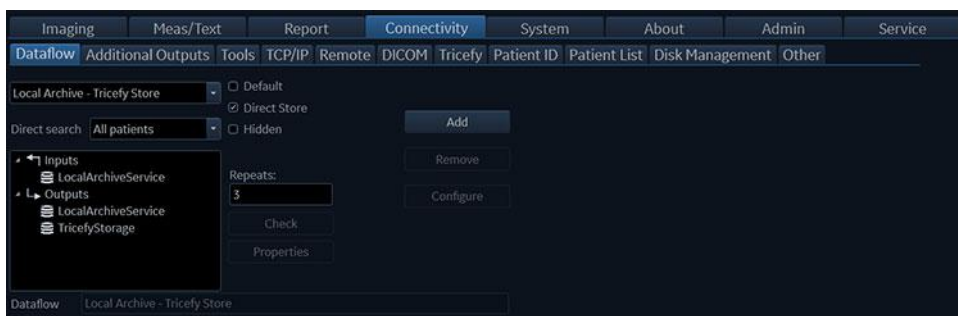 Imaging Meas/Text Report Connectivity System About Admin Service
Dataflow Additional Outputs Tools TCP/IP Remote DICOM Tricefy Patient ID Patient List Disk Management Other
Local Archive - Tricefy Store
Default
Direct Store
Direct search All patients
Hidden
Add
Inputs
LocalArchiveService
Outputs
LocalArchiveService
TricefyStorage
Repeats:
3
Check
Properties
Remove
Configure
Dataflow Local Archive - Tricefy Store